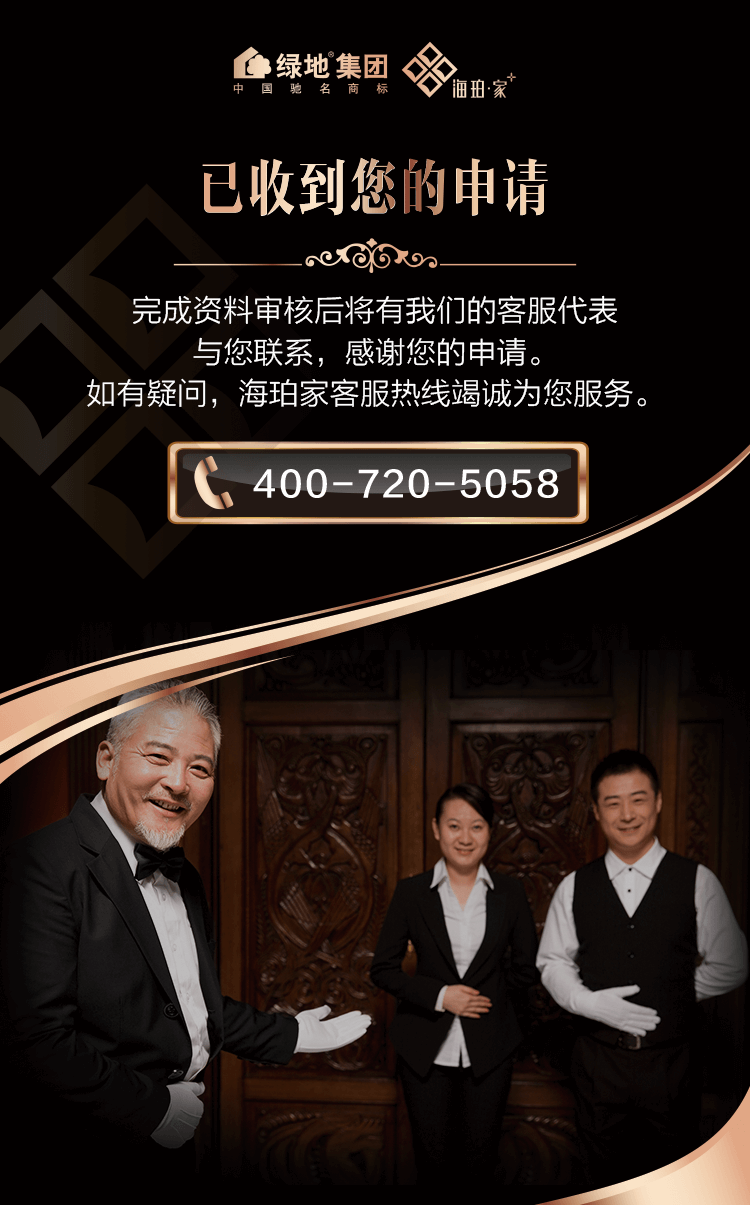 绿地®集团
中国驰名商标
海珀·家
已收到您的申请
完成资料审核后将有我们的客服代表
与您联系，感谢您的申请。
如有疑问，海珀家客服热线竭诚为您服务。
400-720-5058